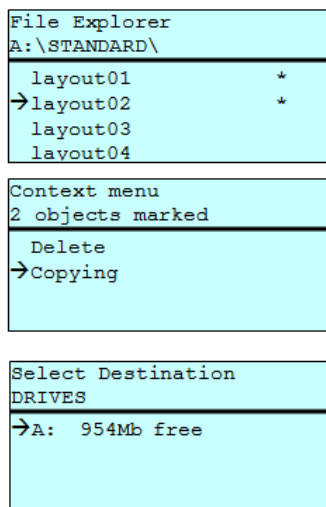 File Explorer
A:\STANDARD\
layout01 *
→layout02 *
layout03
layout04
Context menu
2 objects marked
Delete
→Copying
Select Destination
DRIVES
→A: 954Mb free